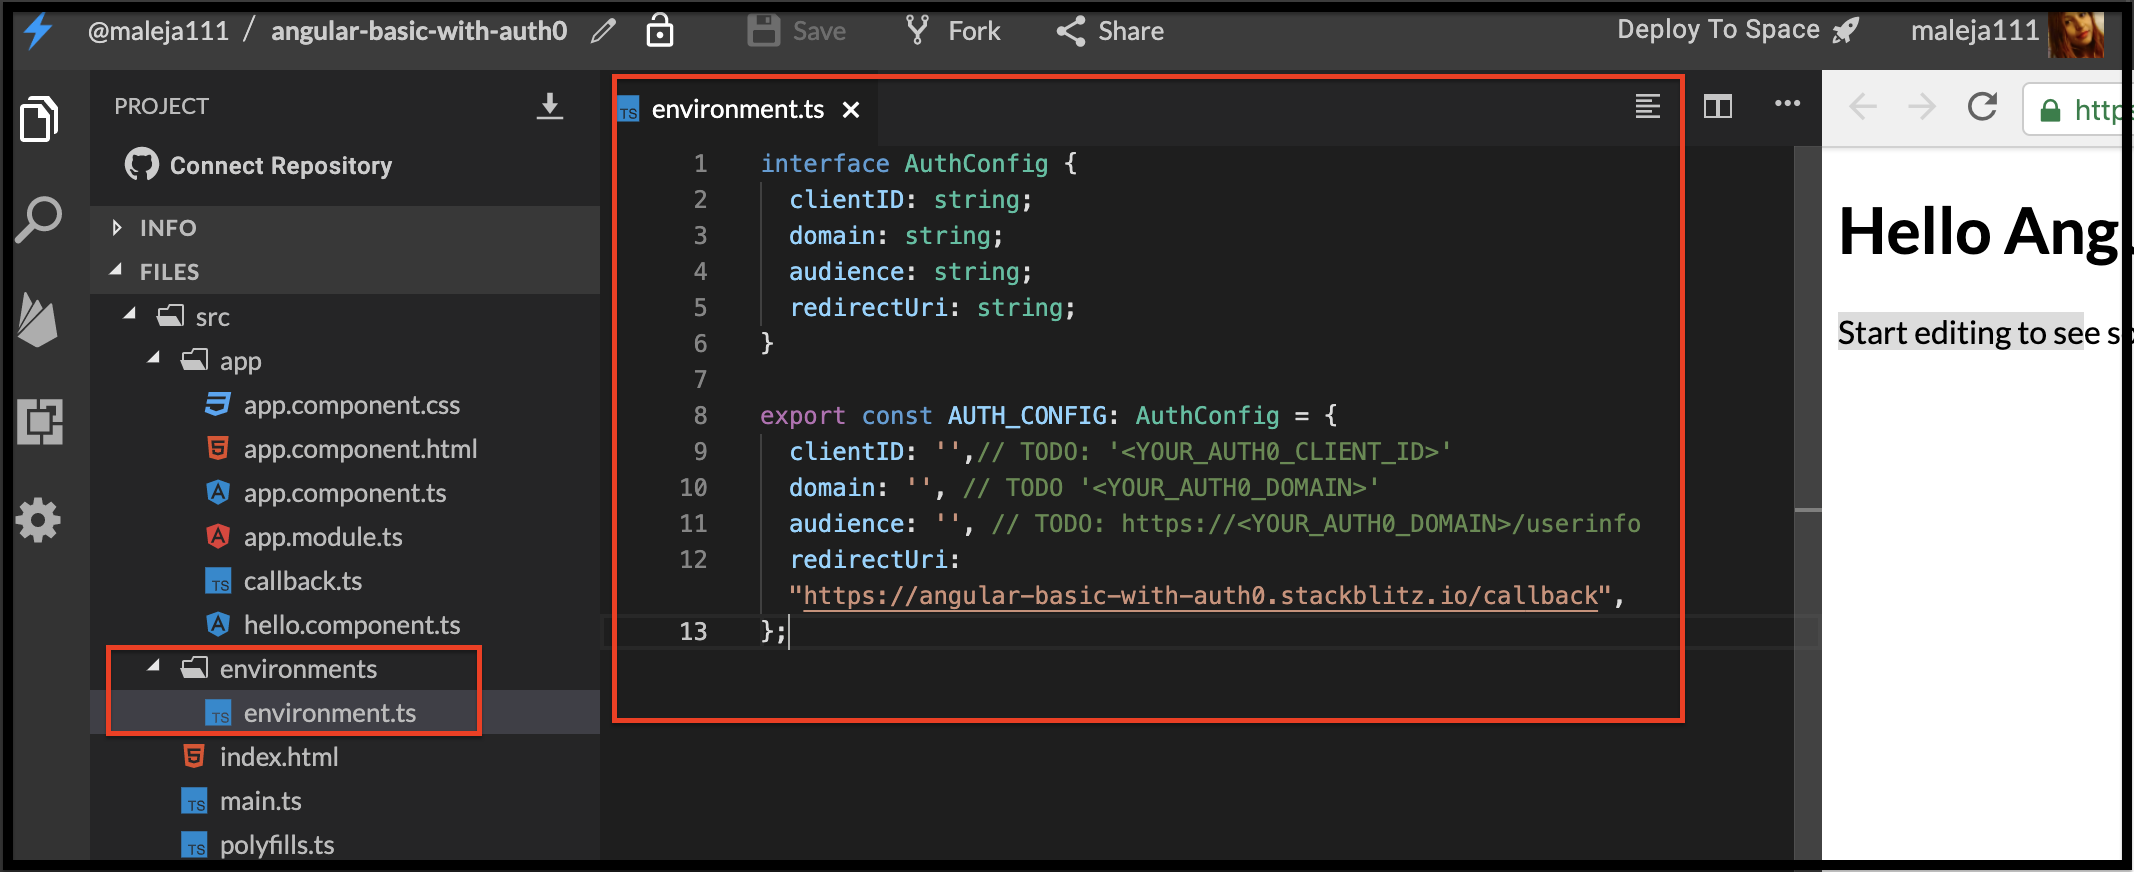 @maleja111 / angular-basic-with-auth0 Save Fork Share Deploy To Space maleja111
PROJECT
Connect Repository
INFO
FILES
src
app
app.component.css
app.component.html
app.component.ts
app.module.ts
callback.ts
hello.component.ts
environments
environment.ts
index.html
main.ts
polyfills.ts
environment.ts
1 interface AuthConfig {
2 clientID: string;
3 domain: string;
4 audience: string;
5 redirectUri: string;
6 }
7
8 export const AUTH_CONFIG: AuthConfig = {
9 clientID: '',// TODO: '<YOUR_AUTH0_CLIENT_ID>'
10 domain: '', // TODO '<YOUR_AUTH0_DOMAIN>'
11 audience: '', // TODO: https://<YOUR_AUTH0_DOMAIN>/userinfo
12 redirectUri:
"https://angular-basic-with-auth0.stackblitz.io/callback",
13 };
https
Hello Ang
Start editing to see s